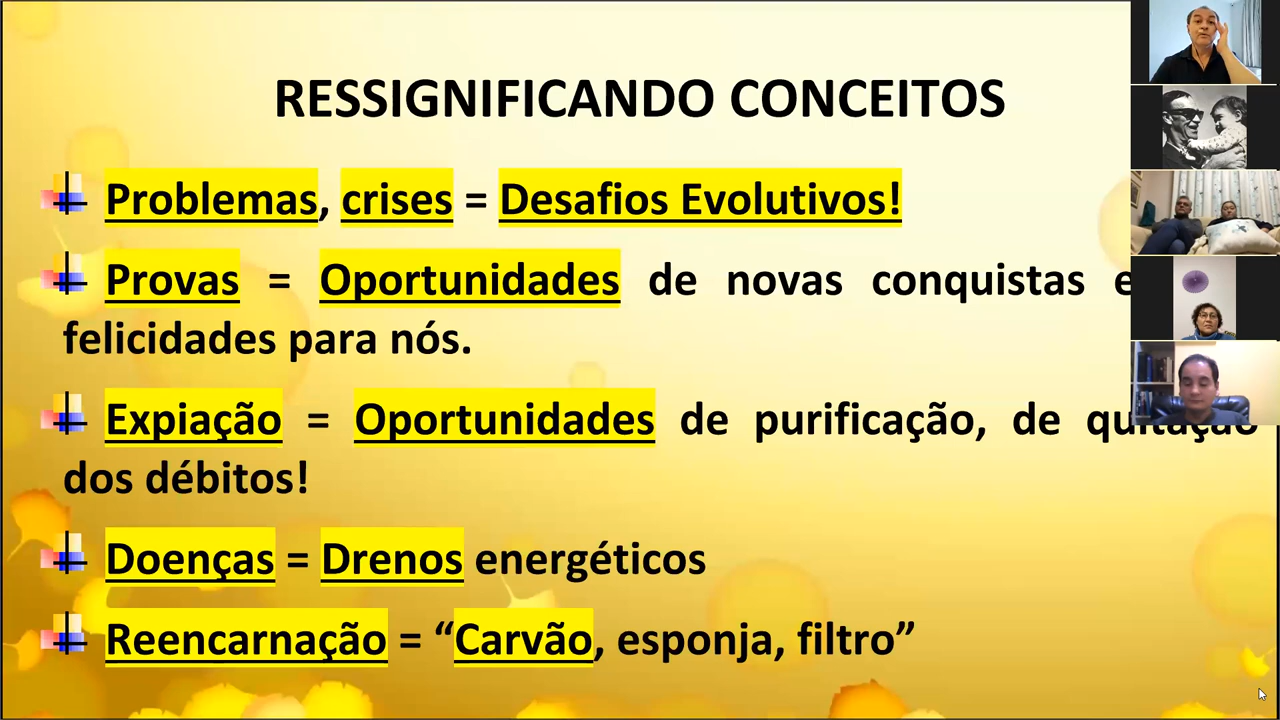 RESSIGNIFICANDO CONCEITOS
Problemas, crises = Desafios Evolutivos!
Provas = Oportunidades de novas conquistas e
felicidades para nós.
Expiação = Oportunidades de purificação, de quitação
dos débitos!
Doenças = Drenos energéticos
Reencarnação = “Carvão, esponja, filtro”